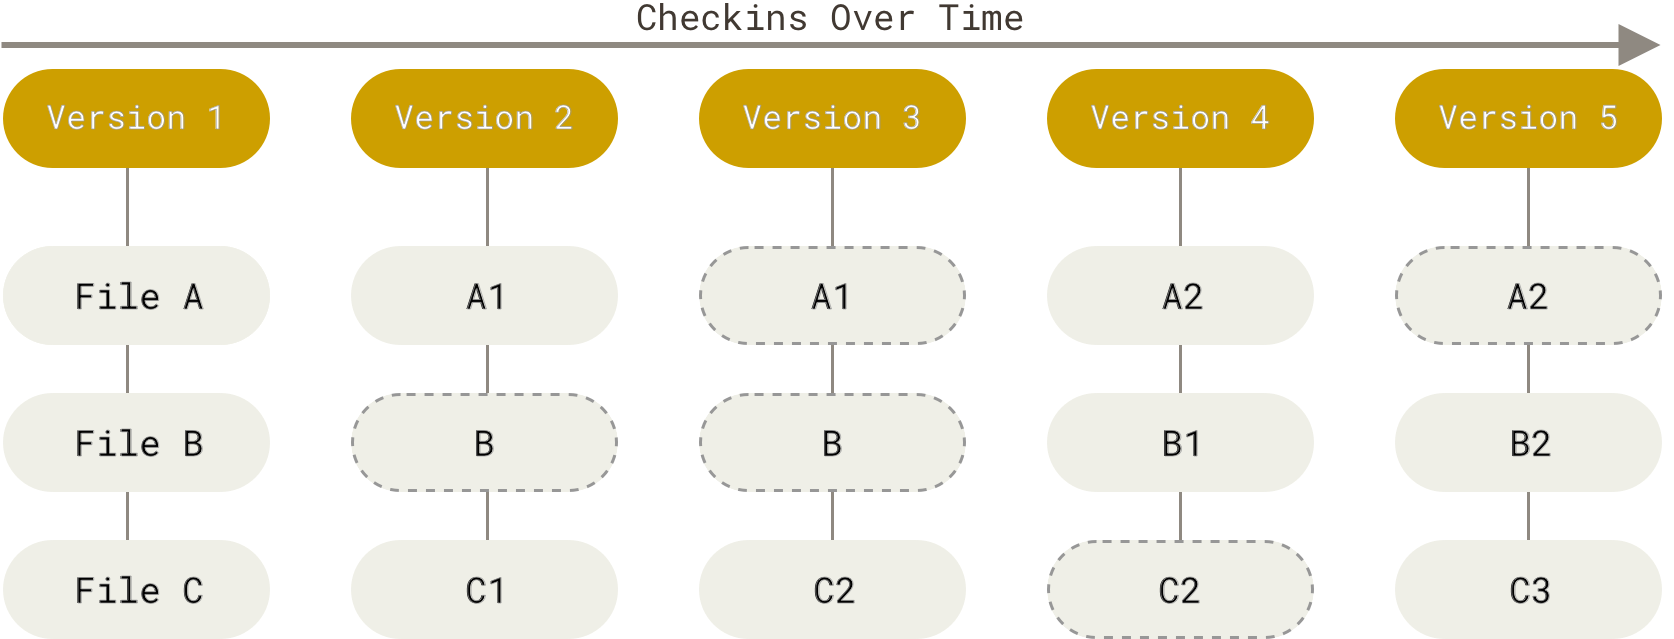 Checkins Over Time
Version 1
Version 2
Version 3
Version 4
Version 5
File A
A1
A1
A2
A2
File B
B
B
B1
B2
File C
C1
C2
C2
C3